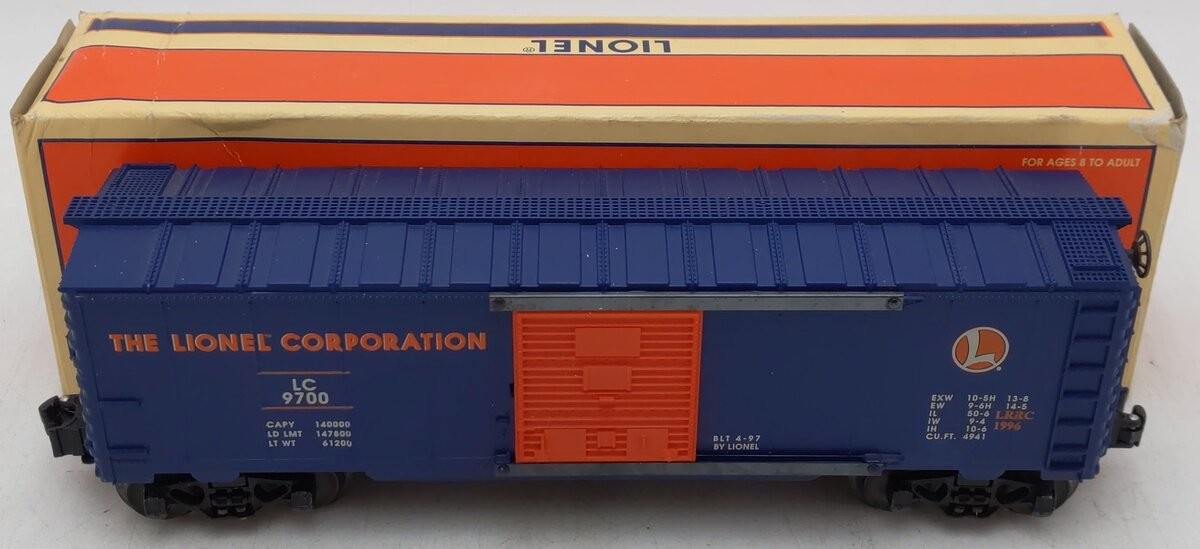 LIONEL®
FOR AGES 8 TO ADULT
THE LIONEL CORPORATION
LC
9700
CAPY 140000
LD LMT 147800
LT WT 61200
BLT 4-97
BY LIONEL
L
EXW 10-5H 13-8
EW 9-6H 14-5
IL 50-6
IW 9-4
IH 10-6
CU.FT. 4941
LRRC
1996